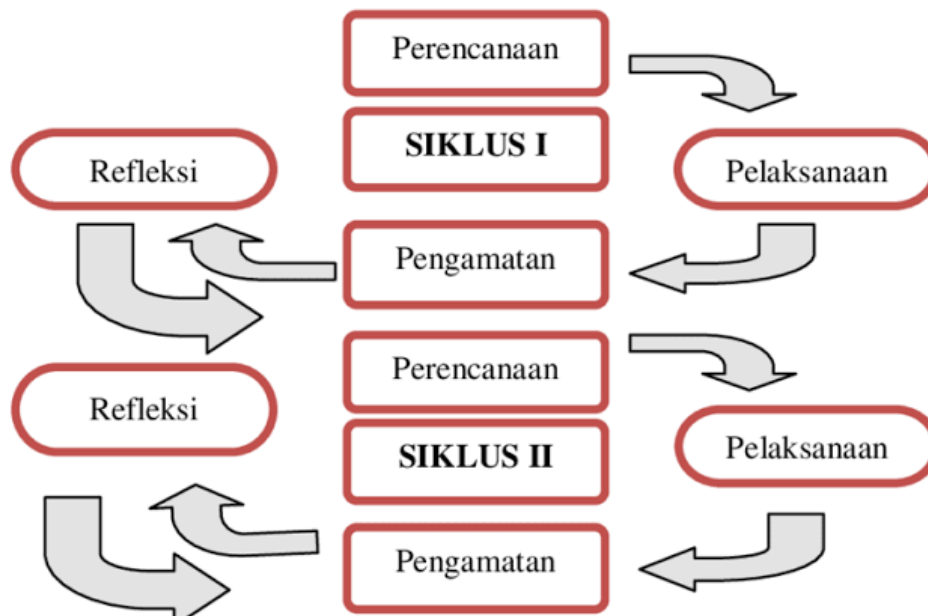 Perencanaan
SIKLUS I
Refleksi
Pelaksanaan
Pengamatan
Perencanaan
Refleksi
SIKLUS II
Pelaksanaan
Pengamatan